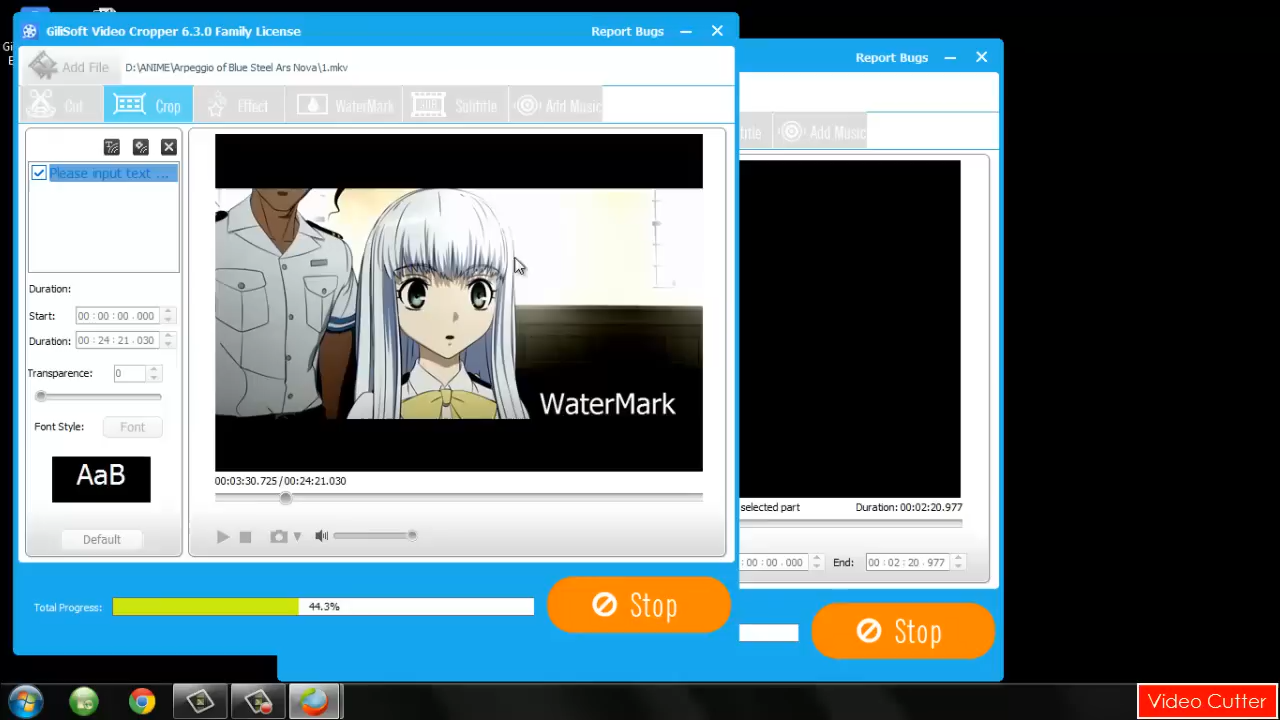 GiliSoft Video Cropper 6.3.0 Family License
Report Bugs
Add File
D:\ANIME\Arpeggio of Blue Steel Ars Nova\1.mkv
Cut
Crop
Effect
WaterMark
SUB
Subtitle
Add Music
Please input text ...
Duration:
Start: 00 : 00 : 00 . 000
Duration: 00 : 24 : 21 . 030
Transparence: 0
Font Style: Font
AaB
Default
WaterMark
00:03:30.725 / 00:24:21.030
Total Progress: 44.3%
Stop
Report Bugs
title
Add Music
selected part
Duration: 00:02:20.977
00 : 00 . 000
End: 00 : 02 : 20 . 977
Stop
Video Cutter